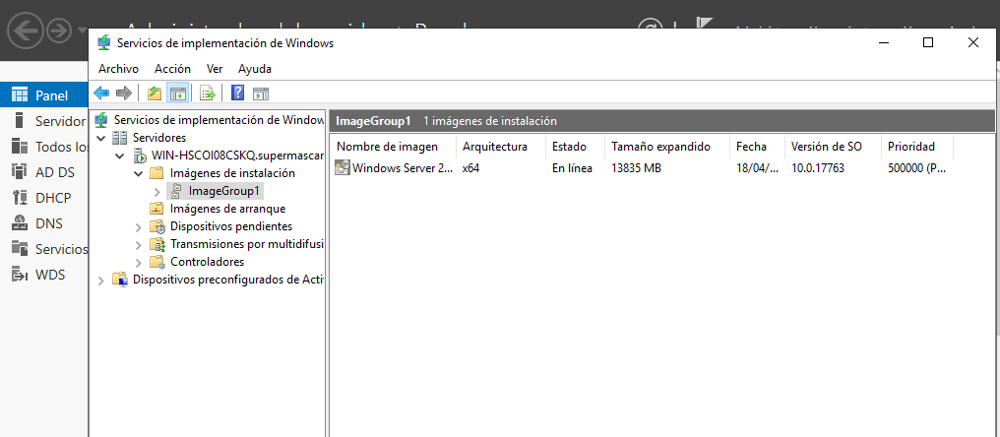 Servicios de implementación de Windows
Archivo Acción Ver Ayuda
Panel
Servidor
Todos los
AD DS
DHCP
DNS
Servicios
WDS
Servicios de implementación de Window
Servidores
WIN-HSCOI08CSKQ.supermascar
Imágenes de instalación
ImageGroup1
Imágenes de arranque
Dispositivos pendientes
Transmisiones por multidifusi
Controladores
Dispositivos preconfigurados de Acti
ImageGroup1 1 imágenes de instalación
Nombre de imagen Arquitectura Estado Tamaño expandido Fecha Versión de SO Prioridad
Windows Server 2... x64 En línea 13835 MB 18/04/... 10.0.17763 500000 (P...